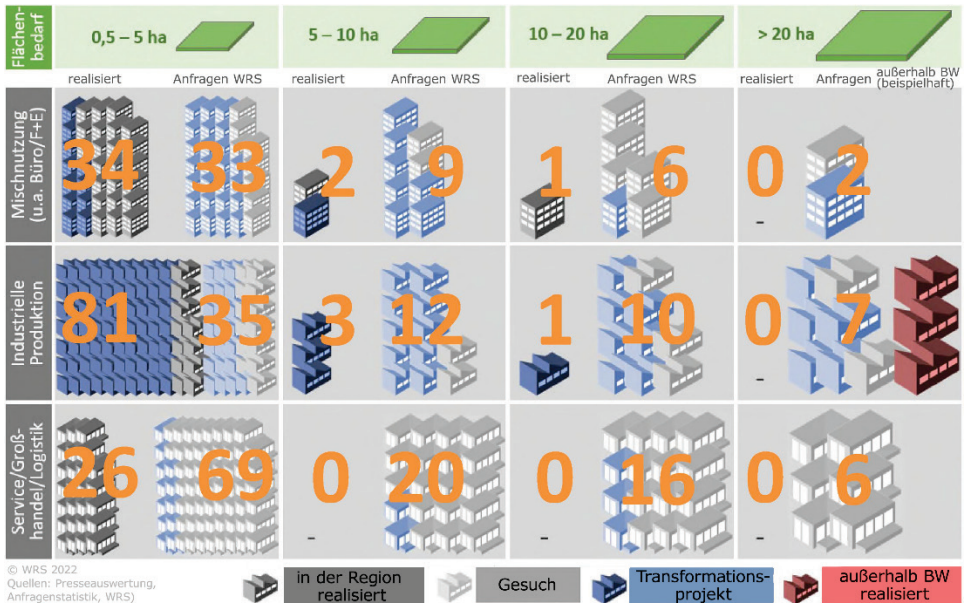 Flächen-
bedarf
0,5 – 5 ha
5 – 10 ha
10 – 20 ha
> 20 ha
realisiert
Anfragen WRS
realisiert
Anfragen WRS
realisiert
Anfragen WRS
realisiert
Anfragen
außerhalb BW
(beispielhaft)
Mischnutzung
(u.a. Büro/F+E)
34
33
2
9
1
6
0
-
2
Industrielle
Produktion
81
35
3
12
1
10
0
-
7
Service/Groß-
handel/Logistik
26
69
0
-
20
0
-
16
0
-
6
© WRS 2022
Quellen: Presseauswertung,
Anfragenstatistik, WRS)
in der Region
realisiert
Gesuch
Transformations-
projekt
außerhalb BW
realisiert